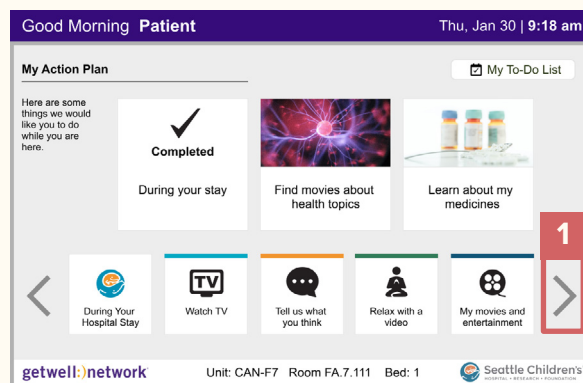 Good Morning Patient
Thu, Jan 30 | 9:18 am
My Action Plan
My To-Do List
Here are some
things we would
like you to do
while you are
here.
Completed
During your stay
Find movies about
health topics
Learn about my
medicines
1
During Your
Hospital Stay
TV
Watch TV
Tell us what
you think
Relax with a
video
My movies and
entertainment
getwell:)network
Unit: CAN-F7 Room FA.7.111 Bed: 1
Seattle Children's
HOSPITAL • RESEARCH • FOUNDATION